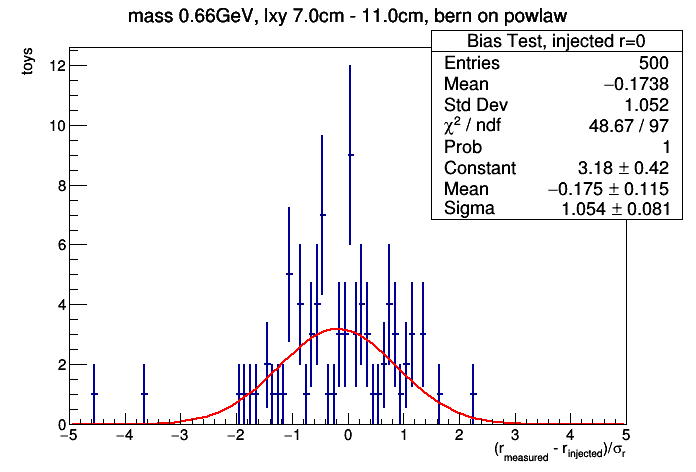 mass 0.66GeV, lxy 7.0cm - 11.0cm, bern on powlaw
toys
Bias Test, injected r=0
Entries 500
Mean −0.1738
Std Dev 1.052
χ² / ndf 48.67 / 97
Prob 1
Constant 3.18 ± 0.42
Mean −0.175 ± 0.115
Sigma 1.054 ± 0.081
12
10
8
6
4
2
0
−5 −4 −3 −2 −1 0 1 2 3 4 5
(r_measured - r_injected)/σ_r